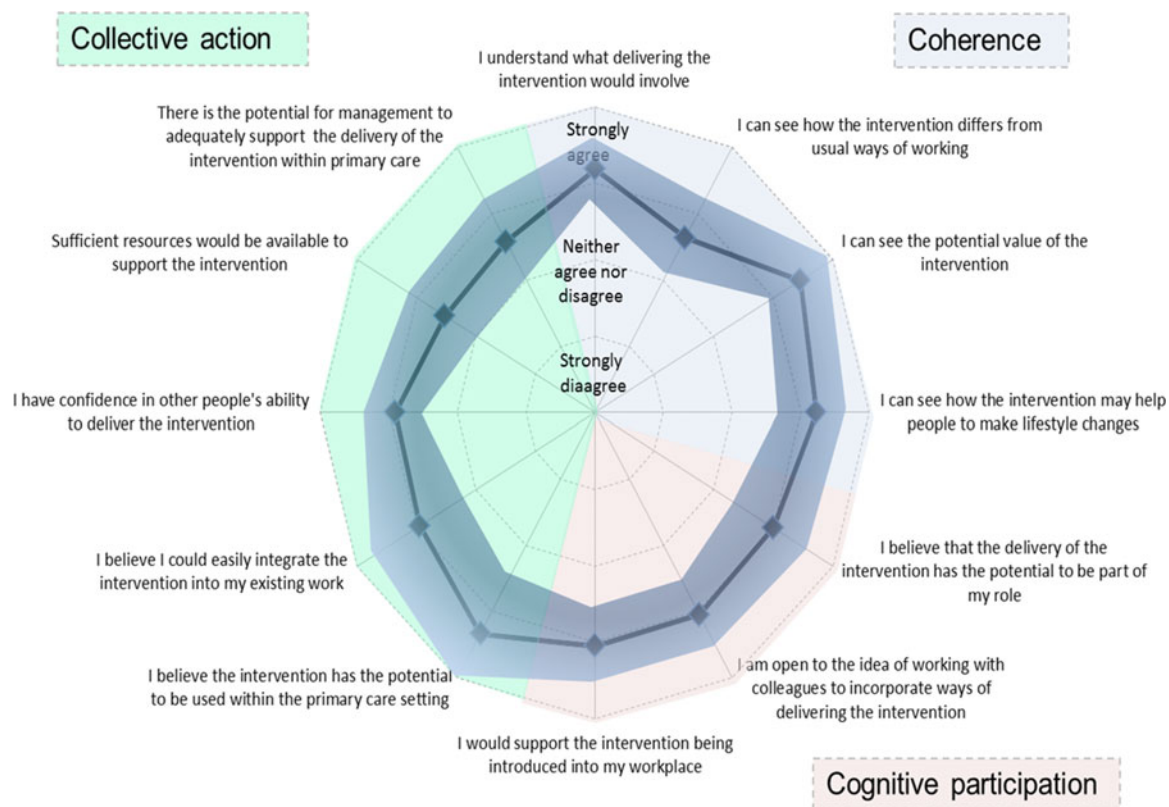 Collective action
Coherence
I understand what delivering the
intervention would involve
There is the potential for management to
adequately support the delivery of the
intervention within primary care
Strongly
agree
I can see how the intervention differs from
usual ways of working
Sufficient resources would be available to
support the intervention
Neither
agree nor
disagree
I can see the potential value of the
intervention
Strongly
diaagree
I have confidence in other people's ability
to deliver the intervention
I can see how the intervention may help
people to make lifestyle changes
I believe I could easily integrate the
intervention into my existing work
I believe that the delivery of the
intervention has the potential to be part of
my role
I believe the intervention has the potential
to be used within the primary care setting
I am open to the idea of working with
colleagues to incorporate ways of
delivering the intervention
I would support the intervention being
introduced into my workplace
Cognitive participation